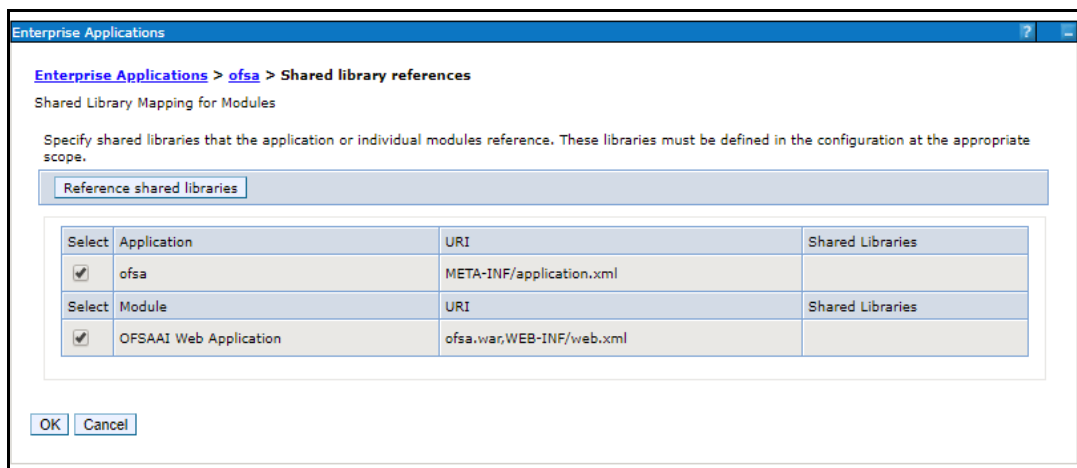 Enterprise Applications ? –
Enterprise Applications > ofsa > Shared library references
Shared Library Mapping for Modules
Specify shared libraries that the application or individual modules reference. These libraries must be defined in the configuration at the appropriate
scope.
Reference shared libraries
Select Application URI Shared Libraries
ofsa META-INF/application.xml
Select Module URI Shared Libraries
OFSAAI Web Application ofsa.war,WEB-INF/web.xml
OK Cancel